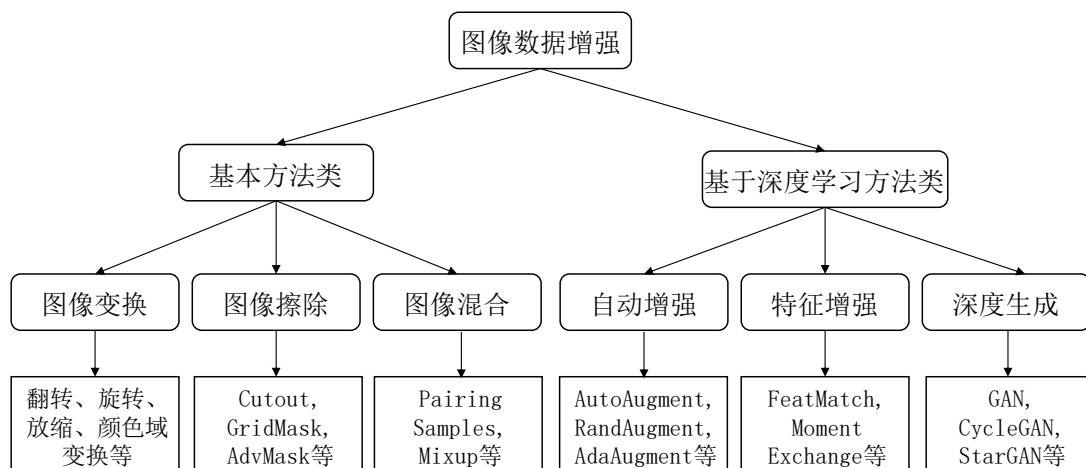 图像数据增强
基本方法类
基于深度学习方法类
图像变换
图像擦除
图像混合
自动增强
特征增强
深度生成
翻转、旋转、
放缩、颜色域
变换等
Cutout,
GridMask,
AdvMask等
Pairing
Samples,
Mixup等
AutoAugment,
RandAugment,
AdaAugment等
FeatMatch,
Moment
Exchange等
GAN,
CycleGAN,
StarGAN等